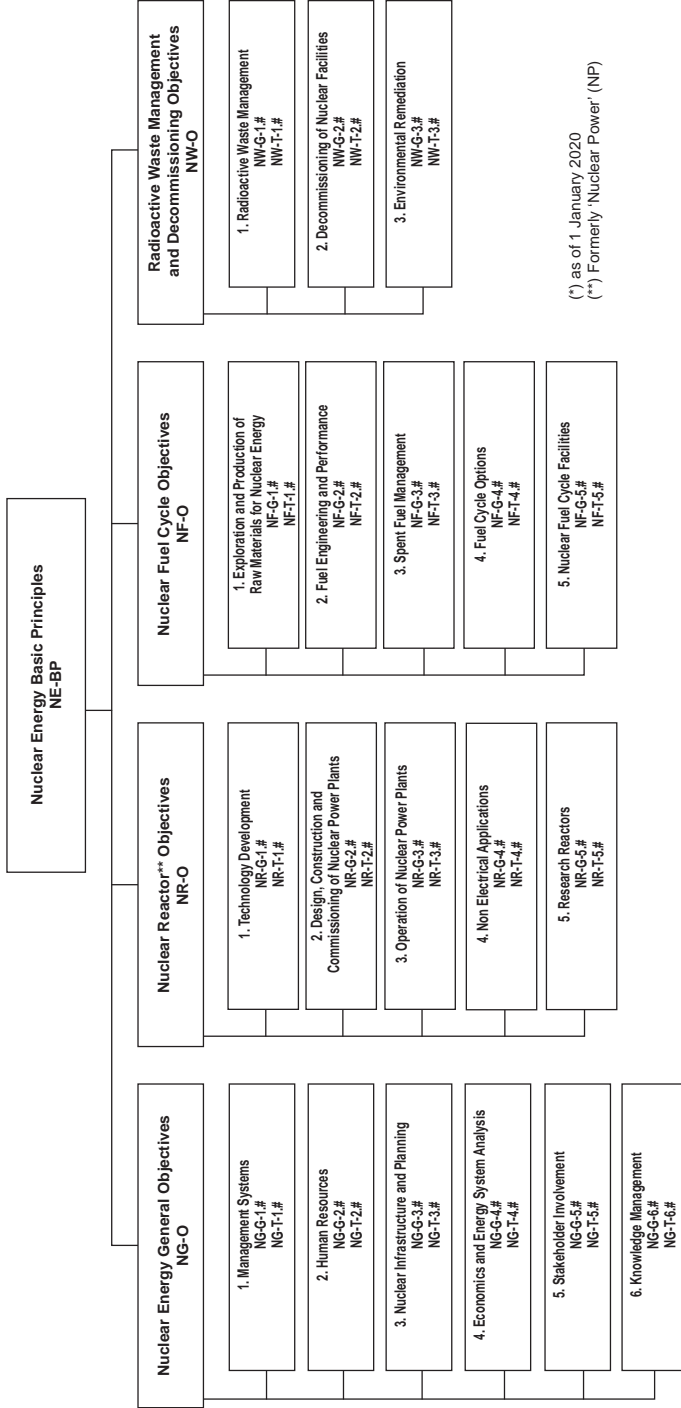 Nuclear Energy Basic Principles
NE-BP
Nuclear Energy General Objectives
NG-O
1. Management Systems
NG-G-1.#
NG-T-1.#
2. Human Resources
NG-G-2.#
NG-T-2.#
3. Nuclear Infrastructure and Planning
NG-G-3.#
NG-T-3.#
4. Economics and Energy System Analysis
NG-G-4.#
NG-T-4.#
5. Stakeholder Involvement
NG-G-5.#
NG-T-5.#
6. Knowledge Management
NG-G-6.#
NG-T-6.#
Nuclear Reactor** Objectives
NR-O
1. Technology Development
NR-G-1.#
NR-T-1.#
2. Design, Construction and
Commissioning of Nuclear Power Plants
NR-G-2.#
NR-T-2.#
3. Operation of Nuclear Power Plants
NR-G-3.#
NR-T-3.#
4. Non Electrical Applications
NR-G-4.#
NR-T-4.#
5. Research Reactors
NR-G-5.#
NR-T-5.#
Nuclear Fuel Cycle Objectives
NF-O
1. Exploration and Production of
Raw Materials for Nuclear Energy
NF-G-1.#
NF-T-1.#
2. Fuel Engineering and Performance
NF-G-2.#
NF-T-2.#
3. Spent Fuel Management
NF-G-3.#
NF-T-3.#
4. Fuel Cycle Options
NF-G-4.#
NF-T-4.#
5. Nuclear Fuel Cycle Facilities
NF-G-5.#
NF-T-5.#
Radioactive Waste Management
and Decommissioning Objectives
NW-O
1. Radioactive Waste Management
NW-G-1.#
NW-T-1.#
2. Decommissioning of Nuclear Facilities
NW-G-2.#
NW-T-2.#
3. Environmental Remediation
NW-G-3.#
NW-T-3.#
(*) as of 1 January 2020
(**) Formerly 'Nuclear Power' (NP)